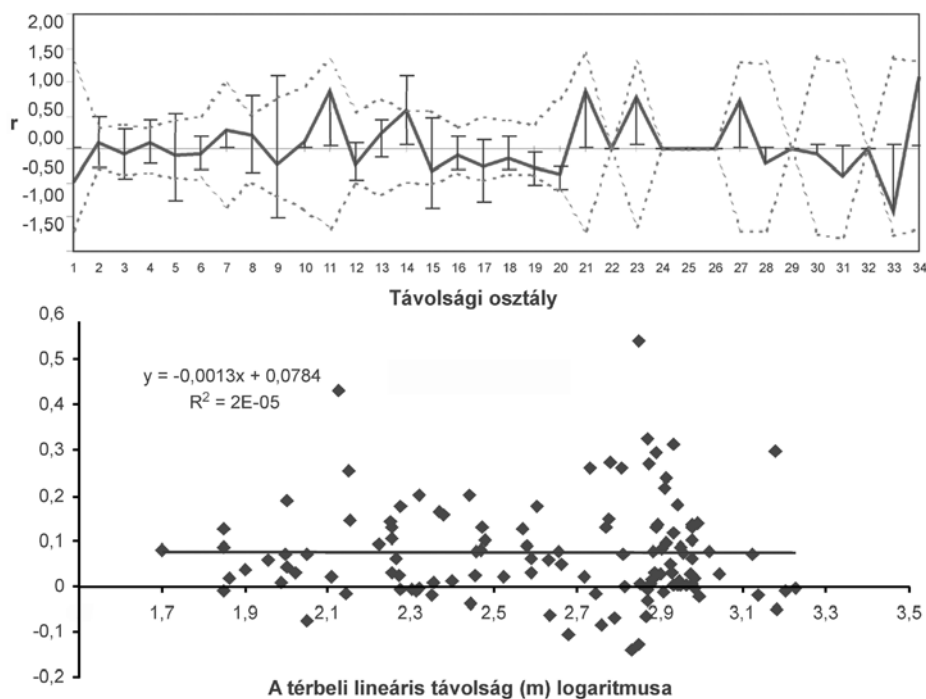 2,00
1,50
1,00
0,50
0,00
-0,50
-1,00
-1,50
r
1 2 3 4 5 6 7 8 9 10 11 12 13 14 15 16 17 18 19 20 21 22 23 24 25 26 27 28 29 30 31 32 33 34
Távolsági osztály
0,6
0,5
0,4
0,3
0,2
0,1
0
-0,1
-0,2
y = -0,0013x + 0,0784
R² = 2E-05
1,7 1,9 2,1 2,3 2,5 2,7 2,9 3,1 3,3 3,5
A térbeli lineáris távolság (m) logaritmusa